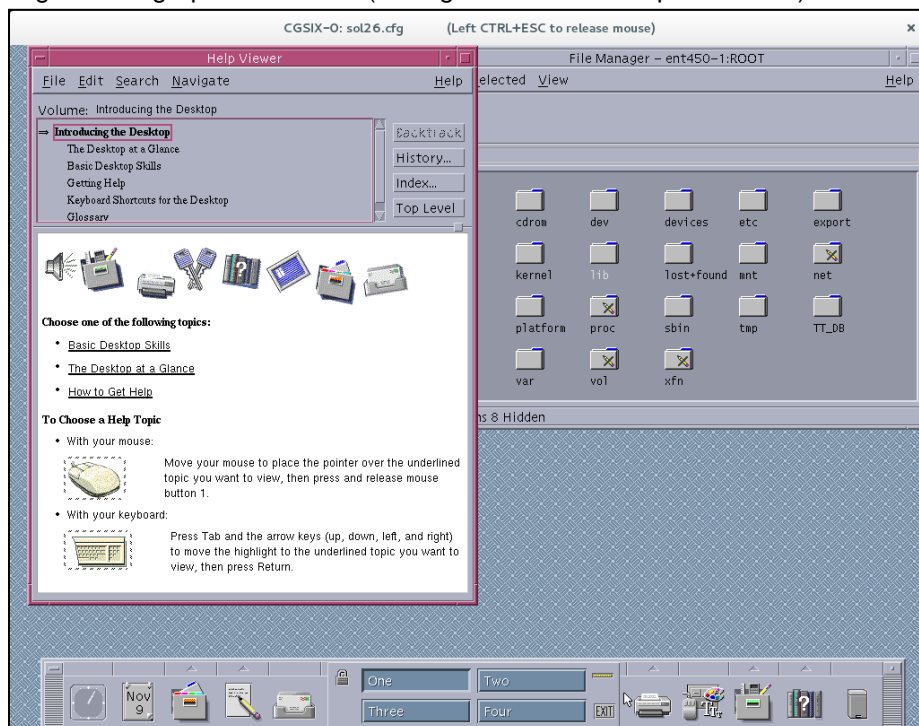 CGSIX-0: sol26.cfg (Left CTRL+ESC to release mouse)
Help Viewer
File Edit Search Navigate Help
Volume: Introducing the Desktop
⇒ Introducing the Desktop
The Desktop at a Glance
Basic Desktop Skills
Getting Help
Keyboard Shortcuts for the Desktop
Glossary
Backtrack
History...
Index...
Top Level
Choose one of the following topics:
• Basic Desktop Skills
• The Desktop at a Glance
• How to Get Help
To Choose a Help Topic
• With your mouse:
Move your mouse to place the pointer over the underlined
topic you want to view, then press and release mouse
button 1.
• With your keyboard:
Press Tab and the arrow keys (up, down, left, and right)
to move the highlight to the underlined topic you want to
view, then press Return.
File Manager - ent450-1:ROOT
elected View Help
cdrom dev devices etc export
kernel lib lost+found mnt net
platform proc sbin tmp TT_DB
var vol xfn
ns 8 Hidden
Nov
9
One Two
Three Four
EXIT